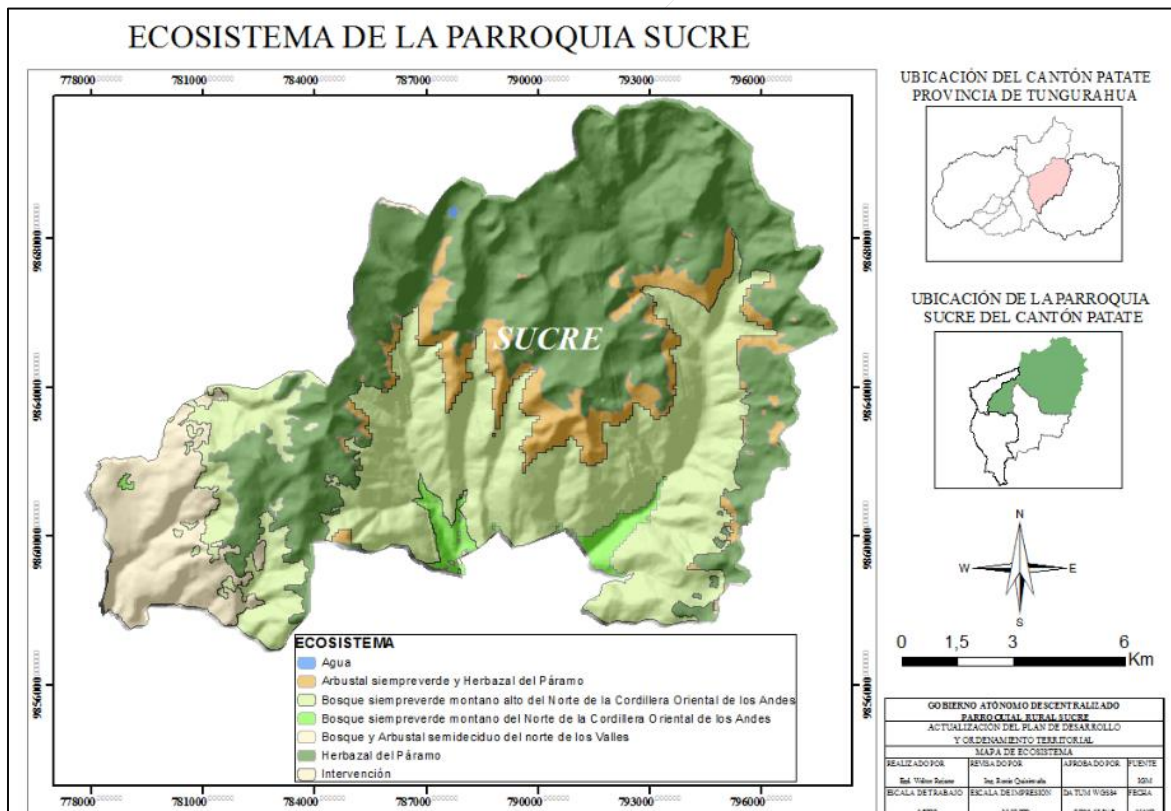 ECOSISTEMA DE LA PARROQUIA SUCRE
778000 781000 784000 787000 790000 793000 796000
9868000
9864000
9860000
9856000
SUCRE
ECOSISTEMA
Agua
Arbustal siempreverde y Herbazal del Páramo
Bosque siempreverde montano alto del Norte de la Cordillera Oriental de los Andes
Bosque siempreverde montano del Norte de la Cordillera Oriental de los Andes
Bosque y Arbustal semideciduo del norte de los Valles
Herbazal del Páramo
Intervención
9868000
9864000
9860000
9856000
778000 781000 784000 787000 790000 793000 796000
UBICACIÓN DEL CANTÓN PATATE
PROVINCIA DE TUNGURAHUA
UBICACIÓN DE LA PARROQUIA
SUCRE DEL CANTÓN PATATE
N
W E
S
0 1,5 3 6
Km
GOBIERNO ATÓNOMO DESCENTRALIZADO
PARROQUIAL RURAL SUCRE
ACTUALIZACIÓN DEL PLAN DE DESARROLLO
Y ORDENAMIENTO TERRITORIAL
MAPA DE ECOSISTEMA
REALIZADO POR REVISADO POR APROBADO POR FUENTE
IGM
ESCALA DE TRABAJO ESCALA DE IMPRESIÓN DATUM WGS84 FECHA